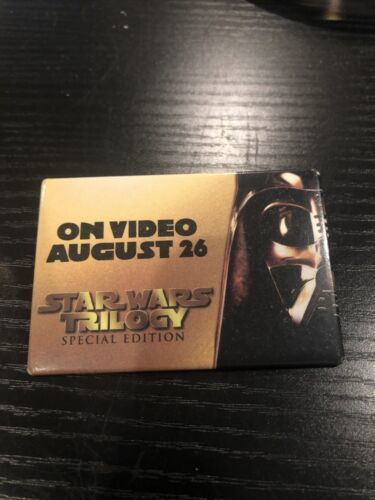 ON VIDEO
AUGUST 26
STAR WARS
TRILOGY
SPECIAL EDITION